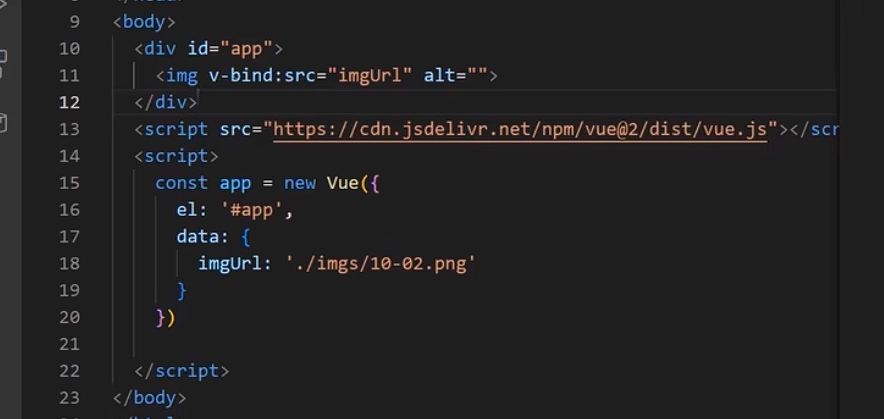 9 <body>
10 <div id="app">
11 <img v-bind:src="imgUrl" alt="">
12 </div>
13 <script src="https://cdn.jsdelivr.net/npm/vue@2/dist/vue.js"></scr
14 <script>
15 const app = new Vue({
16 el: '#app',
17 data: {
18 imgUrl: './imgs/10-02.png'
19 }
20 })
21
22 </script>
23 </body>